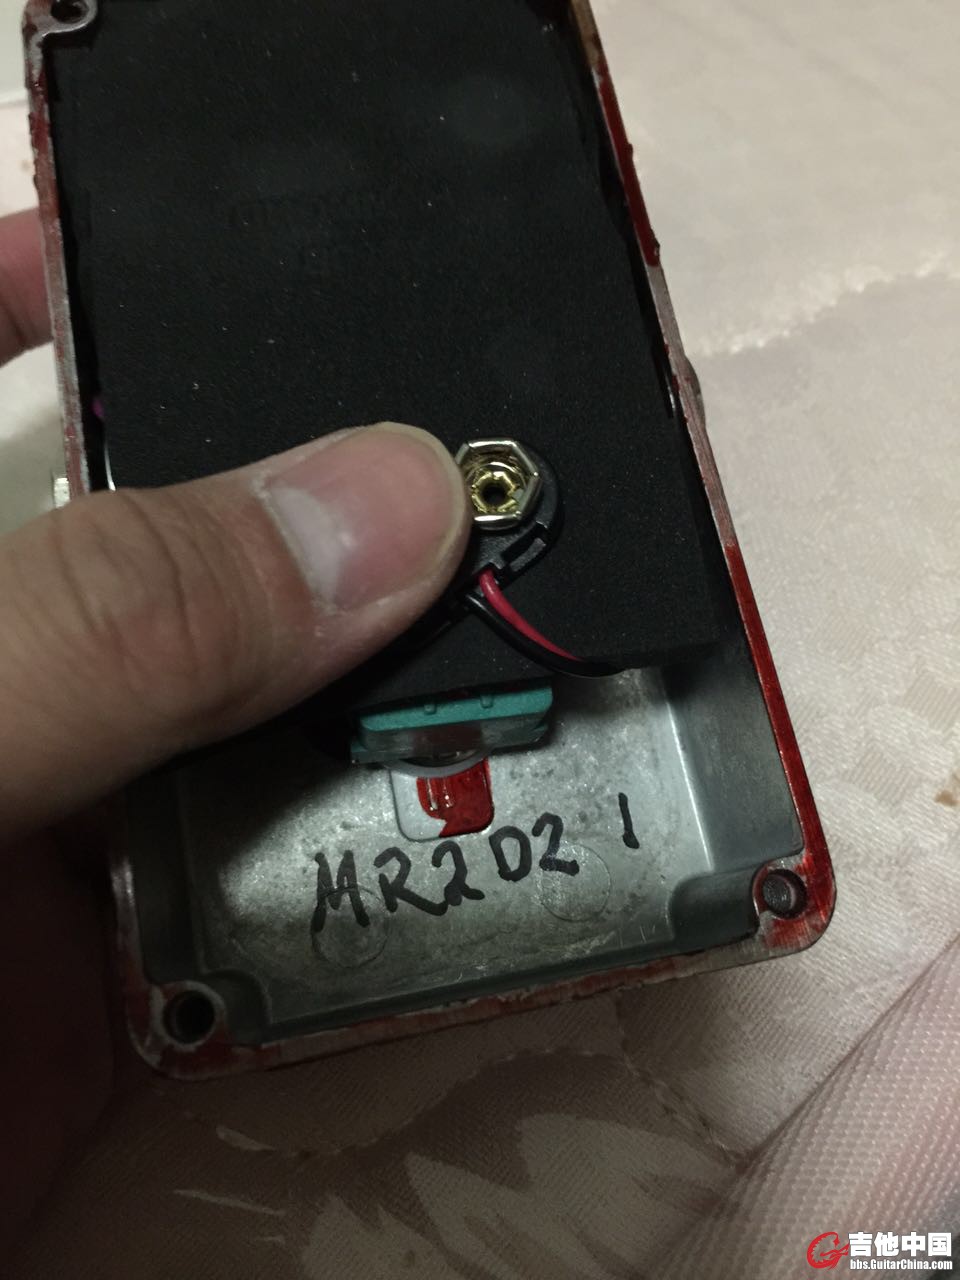 MR2D2 1
吉他中国
bbs.GuitarChina.com